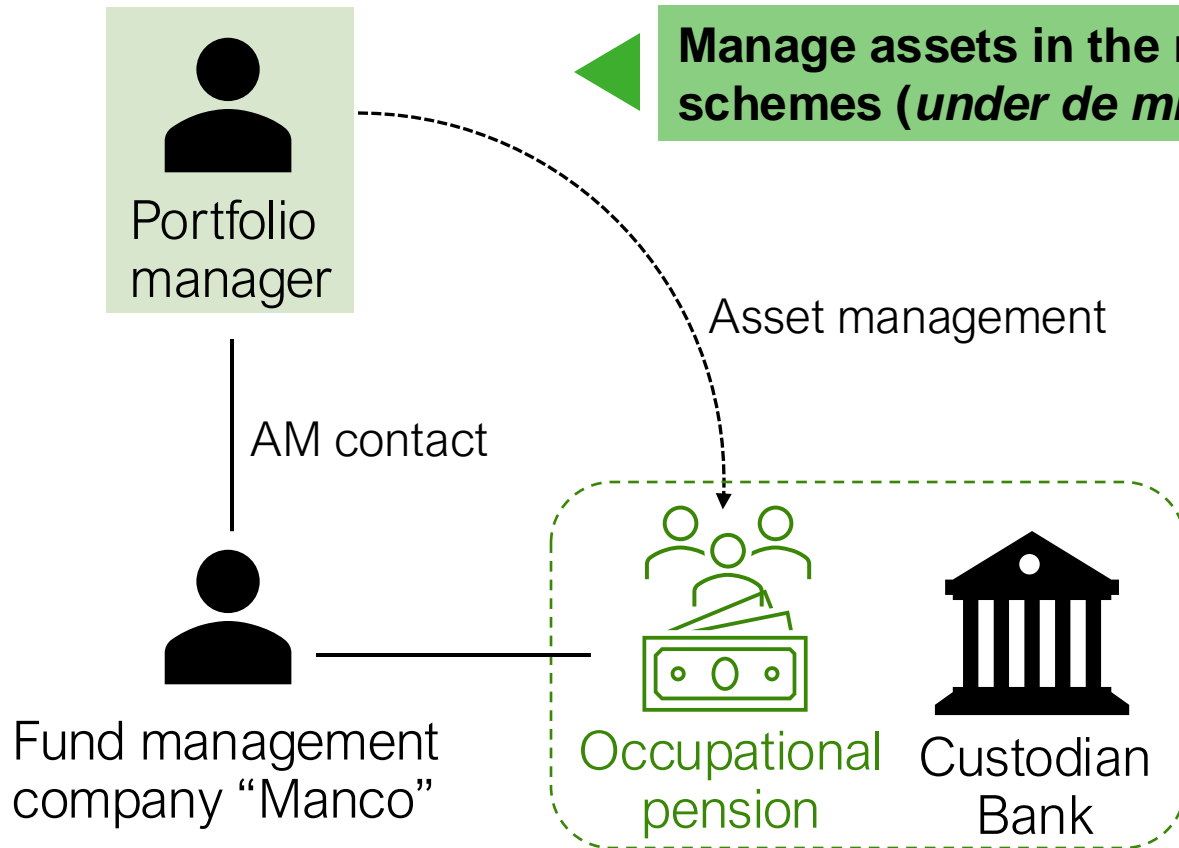 Manage assets in the
schemes (under de
Portfolio
manager
Asset management
AM contact
Fund management
company “Manco”
Occupational
pension
Custodian
Bank